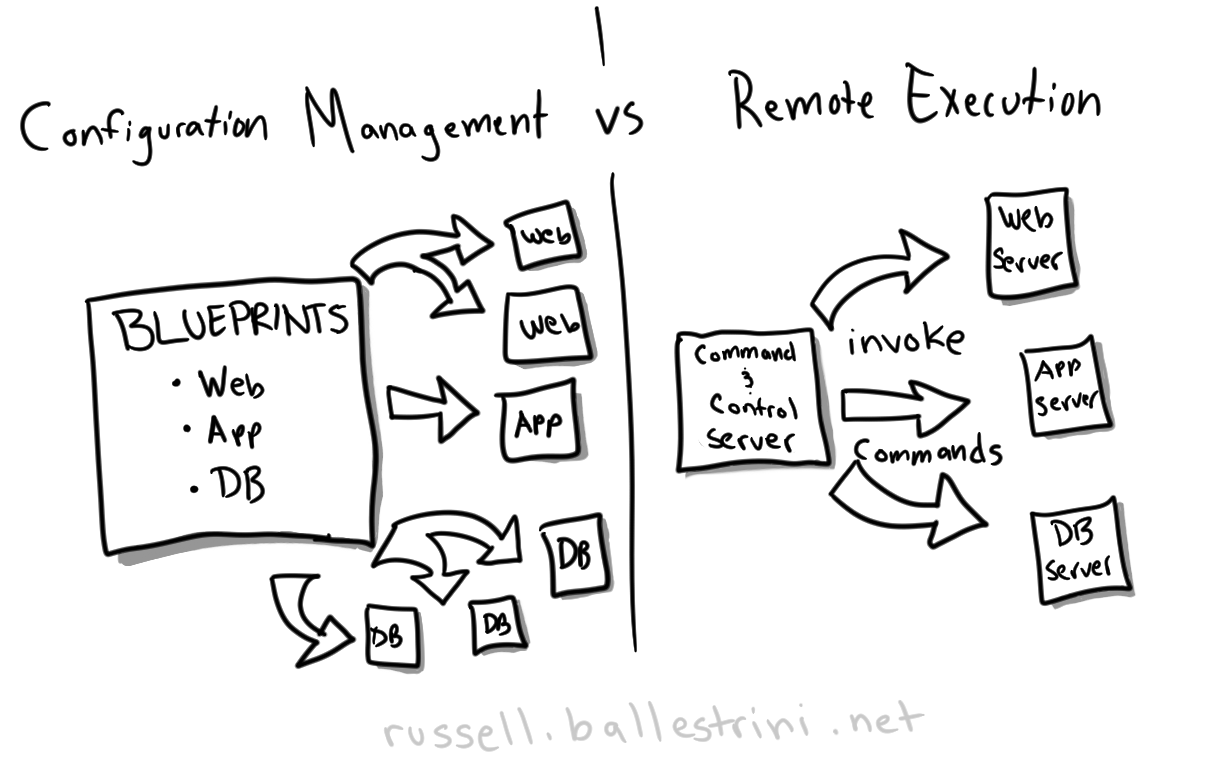 Configuration Management vs Remote Execution
BLUEPRINTS
• Web
• App
• DB
Web
Web
App
DB
DB
DB
Command
&
Control
Server
invoke
Commands
Web
Server
App
Server
DB
Server
russell.ballestrini.net